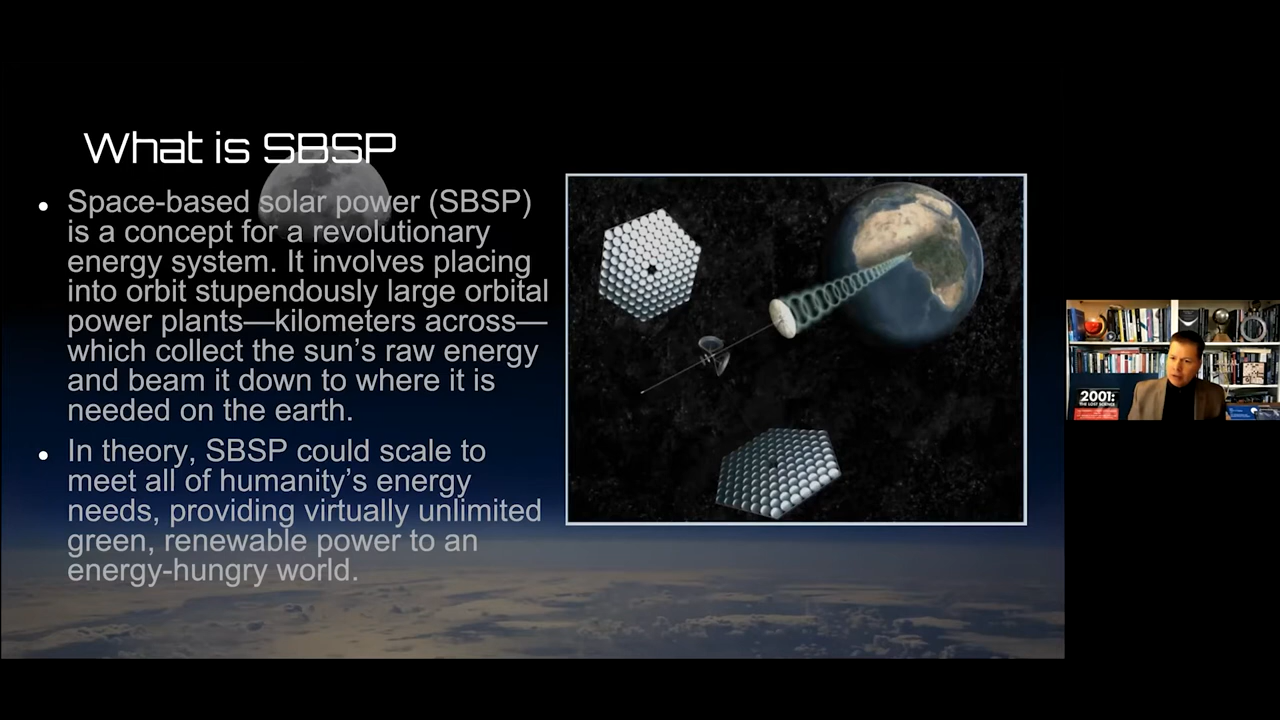 What is SBSP
Space-based solar power (SBSP)
is a concept for a revolutionary
energy system. It involves placing
into orbit stupendously large orbital
power plants—kilometers across—
which collect the sun’s raw energy
and beam it down to where it is
needed on the earth.
In theory, SBSP could scale to
meet all of humanity’s energy
needs, providing virtually unlimited
green, renewable power to an
energy-hungry world.
2001:
THE LOST SCIENCE